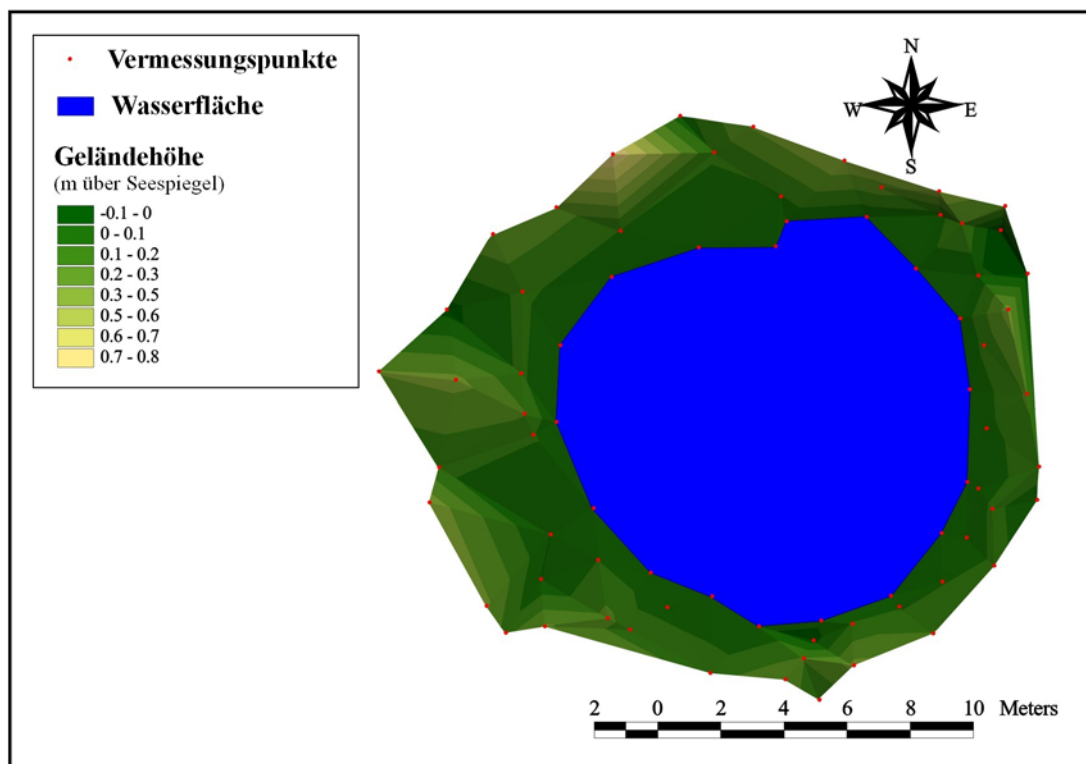 Vermessungspunkte
Wasserfläche
Geländehöhe
(m über Seespiegel)
-0.1 - 0
0 - 0.1
0.1 - 0.2
0.2 - 0.3
0.3 - 0.5
0.5 - 0.6
0.6 - 0.7
0.7 - 0.8
N
W E
S
2 0 2 4 6 8 10 Meters